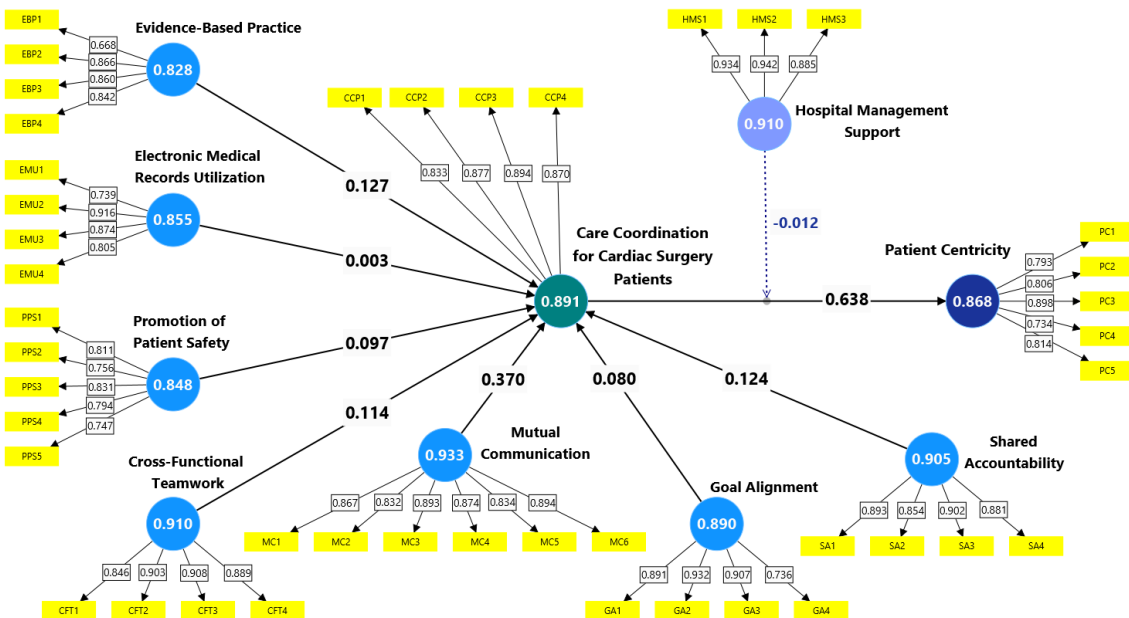 EBP1
Evidence-Based Practice
EBP2
EBP3
EBP4
0.668
0.866
0.860
0.842
0.828
HMS1
HMS2
HMS3
0.934
0.942
0.885
0.910
Hospital Management
Support
CCP1
CCP2
CCP3
CCP4
0.833
0.877
0.894
0.870
Electronic Medical
Records Utilization
EMU1
EMU2
EMU3
EMU4
0.739
0.916
0.874
0.805
0.855
0.127
0.003
-0.012
Care Coordination
for Cardiac Surgery
Patients
0.891
0.638
Patient Centricity
0.868
0.793
0.806
0.898
0.734
0.814
PC1
PC2
PC3
PC4
PC5
Promotion of
Patient Safety
PPS1
PPS2
PPS3
PPS4
PPS5
0.811
0.756
0.831
0.794
0.747
0.848
0.097
0.114
0.370
0.080
0.124
Cross-Functional
Teamwork
0.910
0.846
0.903
0.908
0.889
CFT1
CFT2
CFT3
CFT4
Mutual
Communication
0.933
0.867
0.832
0.893
0.874
0.834
0.894
MC1
MC2
MC3
MC4
MC5
MC6
Goal Alignment
0.890
0.891
0.932
0.907
0.736
GA1
GA2
GA3
GA4
Shared
Accountability
0.905
0.893
0.854
0.902
0.881
SA1
SA2
SA3
SA4